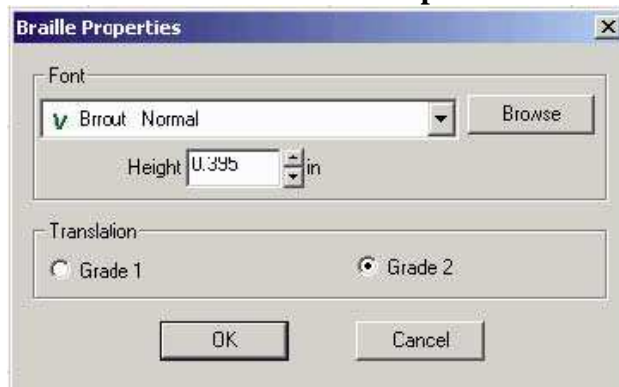 Braille Properties
Font
Brrout Normal
Browse
Height 0.395 in
Translation
Grade 1
Grade 2
OK
Cancel